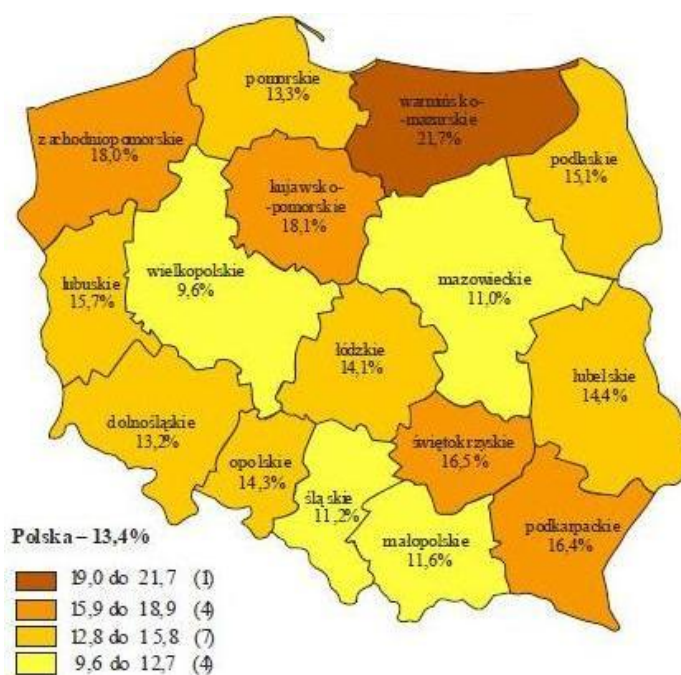 pomorskie
13,3%
warmińsko-
-mazurskie
21,7%
zachodniopomorskie
18,0%
podlaskie
15,1%
kujawsko-
-pomorskie
18,1%
wielkopolskie
9,6%
mazowieckie
11,0%
lubuskie
15,7%
łódzkie
14,1%
lubelskie
14,4%
dolnośląskie
13,2%
świętokrzyskie
16,5%
opolskie
14,3%
śląskie
11,2%
podkarpackie
16,4%
małopolskie
11,6%
Polska – 13,4%
19,0 do 21,7 (1)
15,9 do 18,9 (4)
12,8 do 15,8 (7)
9,6 do 12,7 (4)